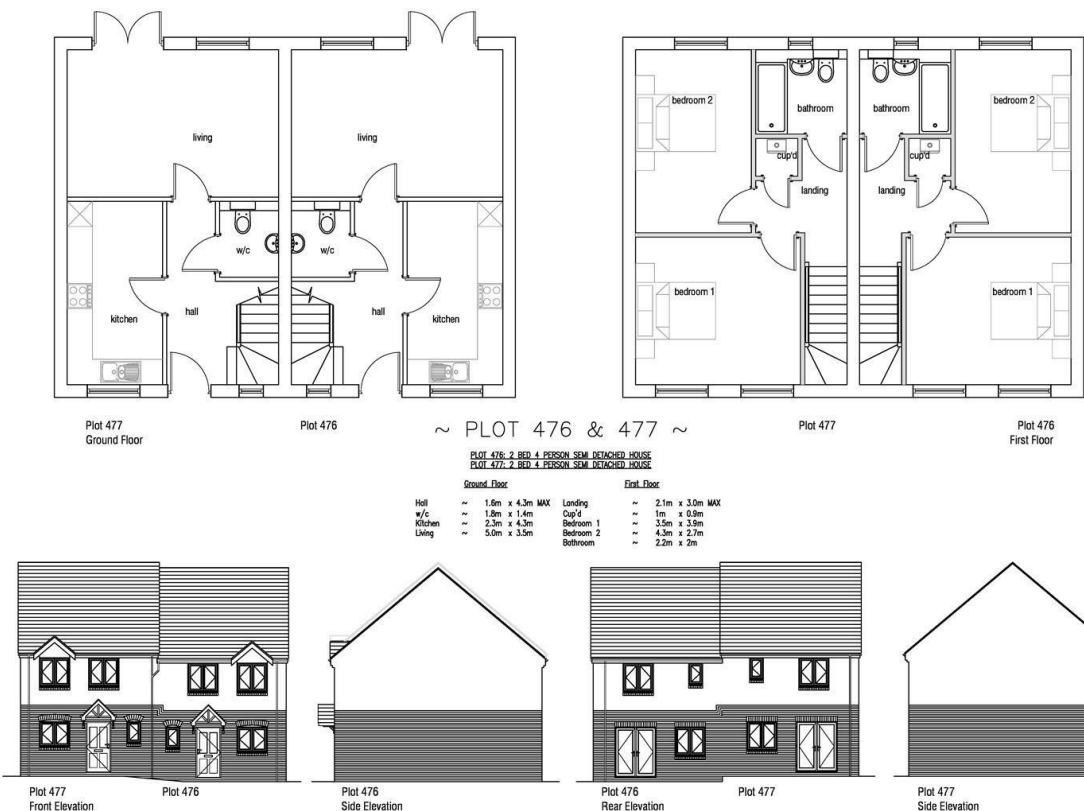 living
living
w/c
w/c
hall
hall
kitchen
kitchen
Plot 477
Ground Floor
Plot 476
bedroom 2
bathroom
bathroom
bedroom 2
cup'd
cup'd
landing
landing
bedroom 1
bedroom 1
Plot 477
Plot 476
First Floor
~ PLOT 476 & 477 ~
PLOT 476: 2 BED 4 PERSON SEMI DETACHED HOUSE
PLOT 477: 2 BED 4 PERSON SEMI DETACHED HOUSE
Ground Floor
Hall ~ 1.6m x 4.3m MAX
w/c ~ 1.8m x 1.4m
Kitchen ~ 2.3m x 4.3m
Living ~ 5.0m x 3.5m
First Floor
Landing ~ 2.1m x 3.0m MAX
Cup'd ~ 1m x 0.9m
Bedroom 1 ~ 3.5m x 3.9m
Bedroom 2 ~ 4.3m x 2.7m
Bathroom ~ 2.2m x 2m
Plot 477
Front Elevation
Plot 476
Plot 476
Side Elevation
Plot 476
Rear Elevation
Plot 477
Plot 477
Side Elevation